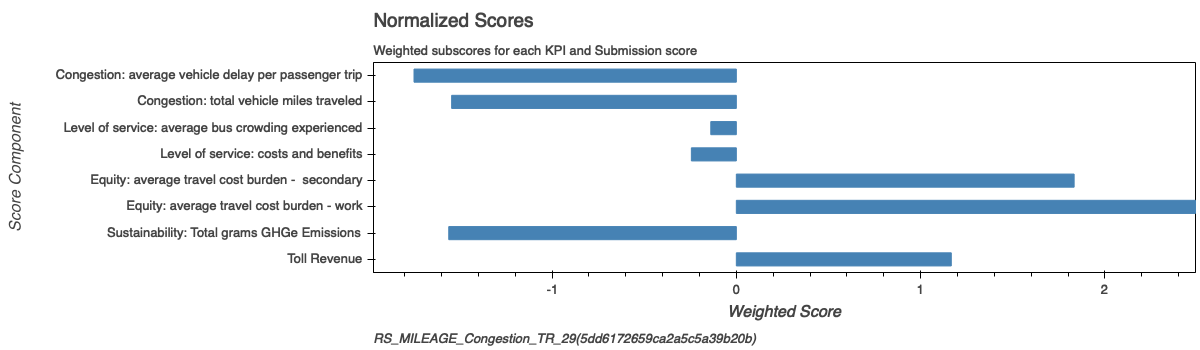 Normalized Scores
Weighted subscores for each KPI and Submission score
Score Component
Congestion: average vehicle delay per passenger trip
Congestion: total vehicle miles traveled
Level of service: average bus crowding experienced
Level of service: costs and benefits
Equity: average travel cost burden -  secondary
Equity: average travel cost burden - work
Sustainability: Total grams GHGe Emissions
Toll Revenue
-1 0 1 2
Weighted Score
RS_MILEAGE_Congestion_TR_29(5dd6172659ca2a5c5a39b20b)